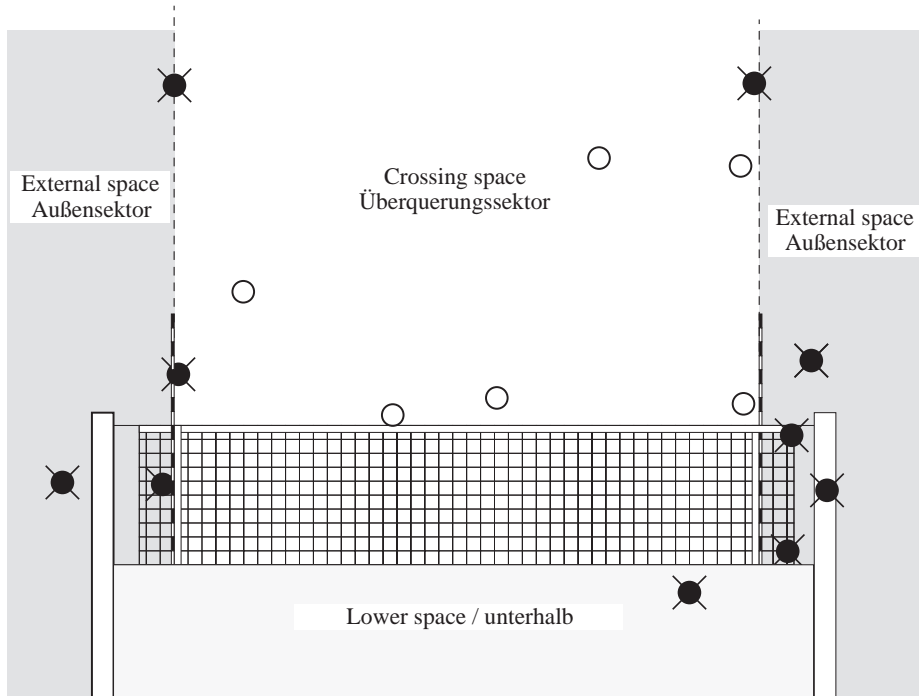 External space
Außensektor
Crossing space
Überquerungssektor
External space
Außensektor
Lower space / unterhalb